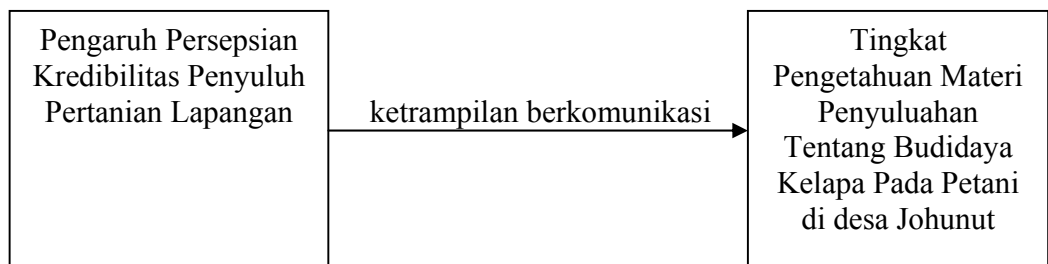 Pengaruh Persepsian
Kredibilitas Penyuluh
Pertanian Lapangan
ketrampilan berkomunikasi
Tingkat
Pengetahuan Materi
Penyuluahan
Tentang Budidaya
Kelapa Pada Petani
di desa Johunut